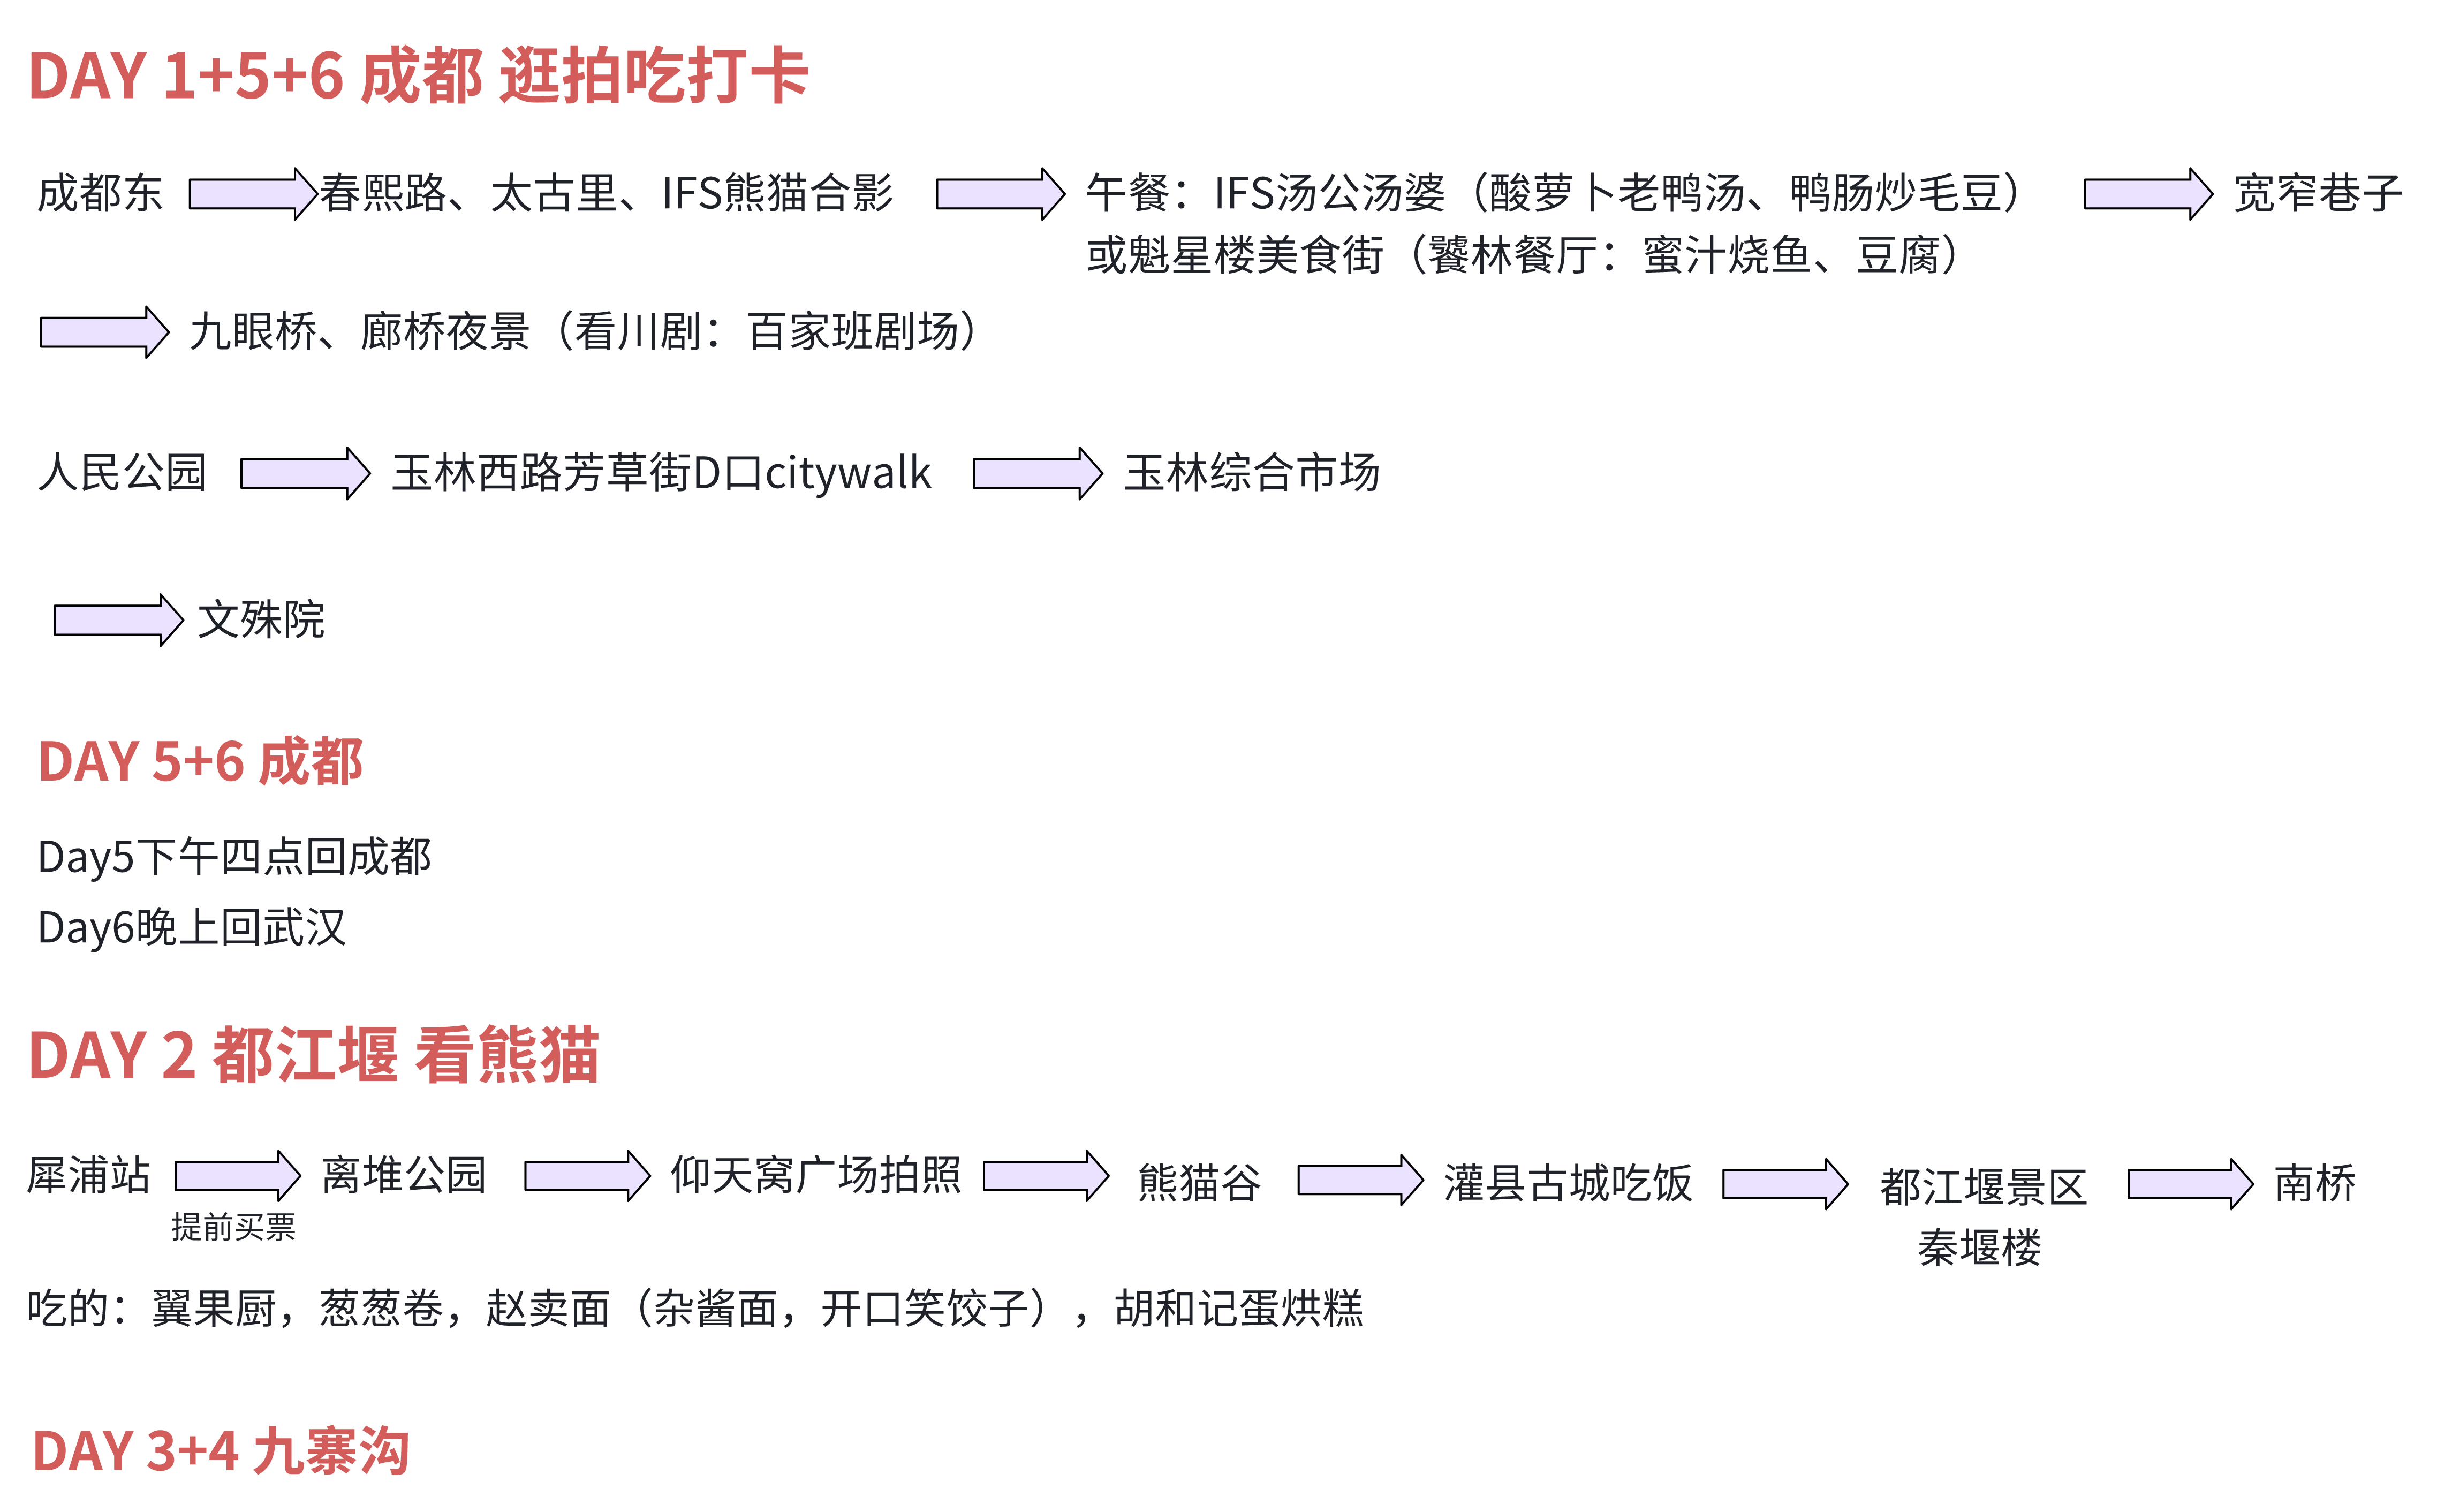 DAY 1+5+6 成都 逛拍吃打卡
成都东 春熙路、太古里、IFS熊猫合影 午餐：IFS汤公汤婆（酸萝卜老鸭汤、鸭肠炒毛豆） 宽窄巷子
或魁星楼美食街（饕林餐厅：蜜汁烧鱼、豆腐）
九眼桥、廊桥夜景（看川剧：百家班剧场）
人民公园 玉林西路芳草街D口citywalk 玉林综合市场
文殊院
DAY 5+6 成都
Day5下午四点回成都
Day6晚上回武汉
DAY 2 都江堰 看熊猫
犀浦站 离堆公园 仰天窝广场拍照 熊猫谷 灌县古城吃饭 都江堰景区 南桥
提前买票
秦堰楼
吃的：翼果厨，葱葱卷，赵卖面（杂酱面，开口笑饺子），胡和记蛋烘糕
DAY 3+4 九寨沟